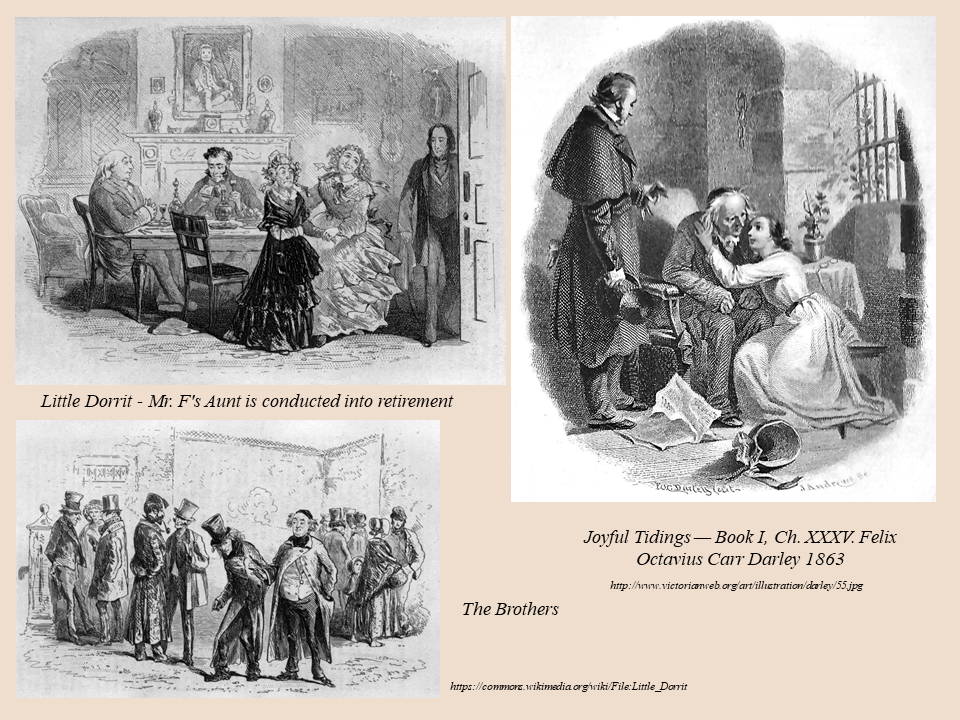 Little Dorrit - Mr. F's Aunt is conducted into retirement
Joyful Tidings — Book I, Ch. XXXV. Felix
Octavius Carr Darley 1863
http://www.victorianweb.org/art/illustration/darley/55.jpg
The Brothers
https://commons.wikimedia.org/wiki/File:Little_Dorrit